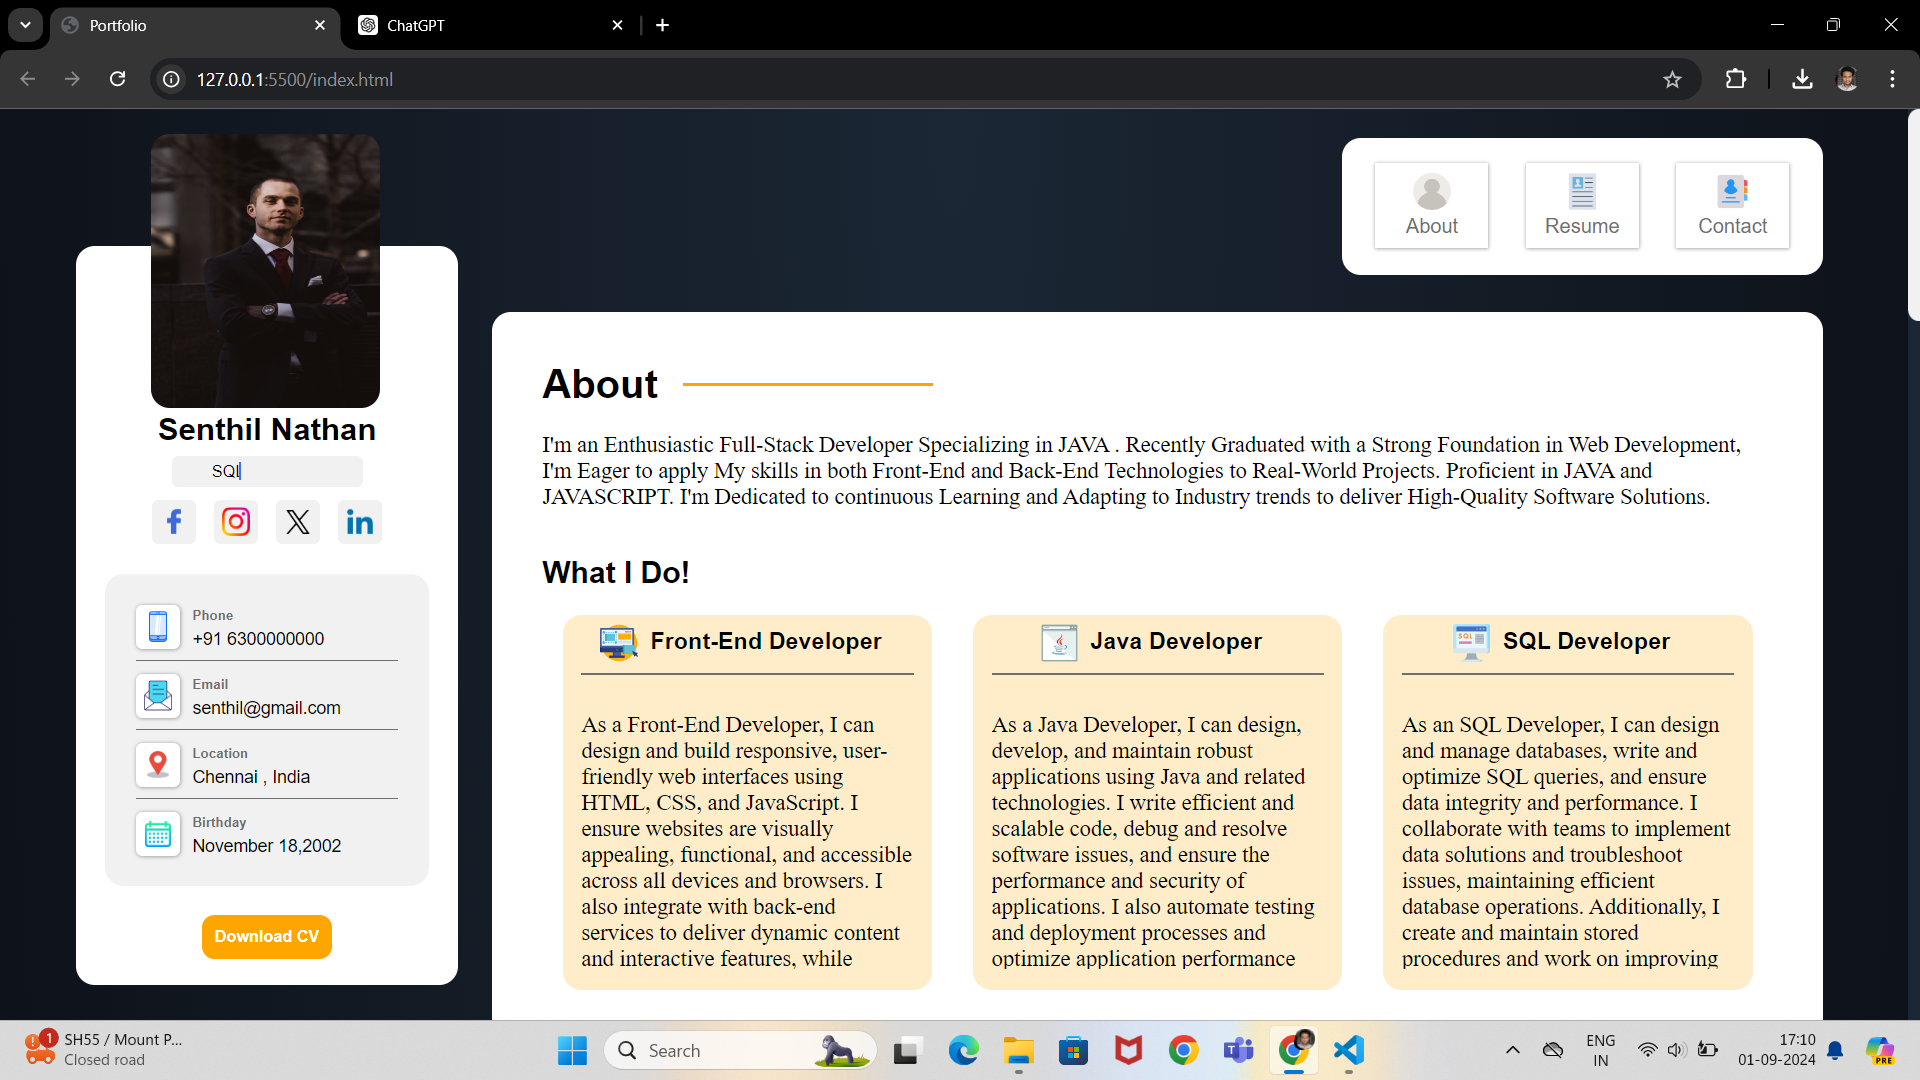 Portfolio
ChatGPT
127.0.0.1:5500/index.html
About
Resume
Contact
Senthil Nathan
SQL
Phone
+91 6300000000
Email
senthil@gmail.com
Location
Chennai , India
Birthday
November 18,2002
Download CV
About
I'm an Enthusiastic Full-Stack Developer Specializing in JAVA . Recently Graduated with a Strong Foundation in Web Development,
I'm Eager to apply My skills in both Front-End and Back-End Technologies to Real-World Projects. Proficient in JAVA and
JAVASCRIPT. I'm Dedicated to continuous Learning and Adapting to Industry trends to deliver High-Quality Software Solutions.
What I Do!
Front-End Developer
As a Front-End Developer, I can
design and build responsive, user-
friendly web interfaces using
HTML, CSS, and JavaScript. I
ensure websites are visually
appealing, functional, and accessible
across all devices and browsers. I
also integrate with back-end
services to deliver dynamic content
and interactive features, while
Java Developer
As a Java Developer, I can design,
develop, and maintain robust
applications using Java and related
technologies. I write efficient and
scalable code, debug and resolve
software issues, and ensure the
performance and security of
applications. I also automate testing
and deployment processes and
optimize application performance
SQL
SQL Developer
As an SQL Developer, I can design
and manage databases, write and
optimize SQL queries, and ensure
data integrity and performance. I
collaborate with teams to implement
data solutions and troubleshoot
issues, maintaining efficient
database operations. Additionally, I
create and maintain stored
procedures and work on improving
1
SH55 / Mount P...
Closed road
Search
ENG
IN
17:10
01-09-2024
PRE